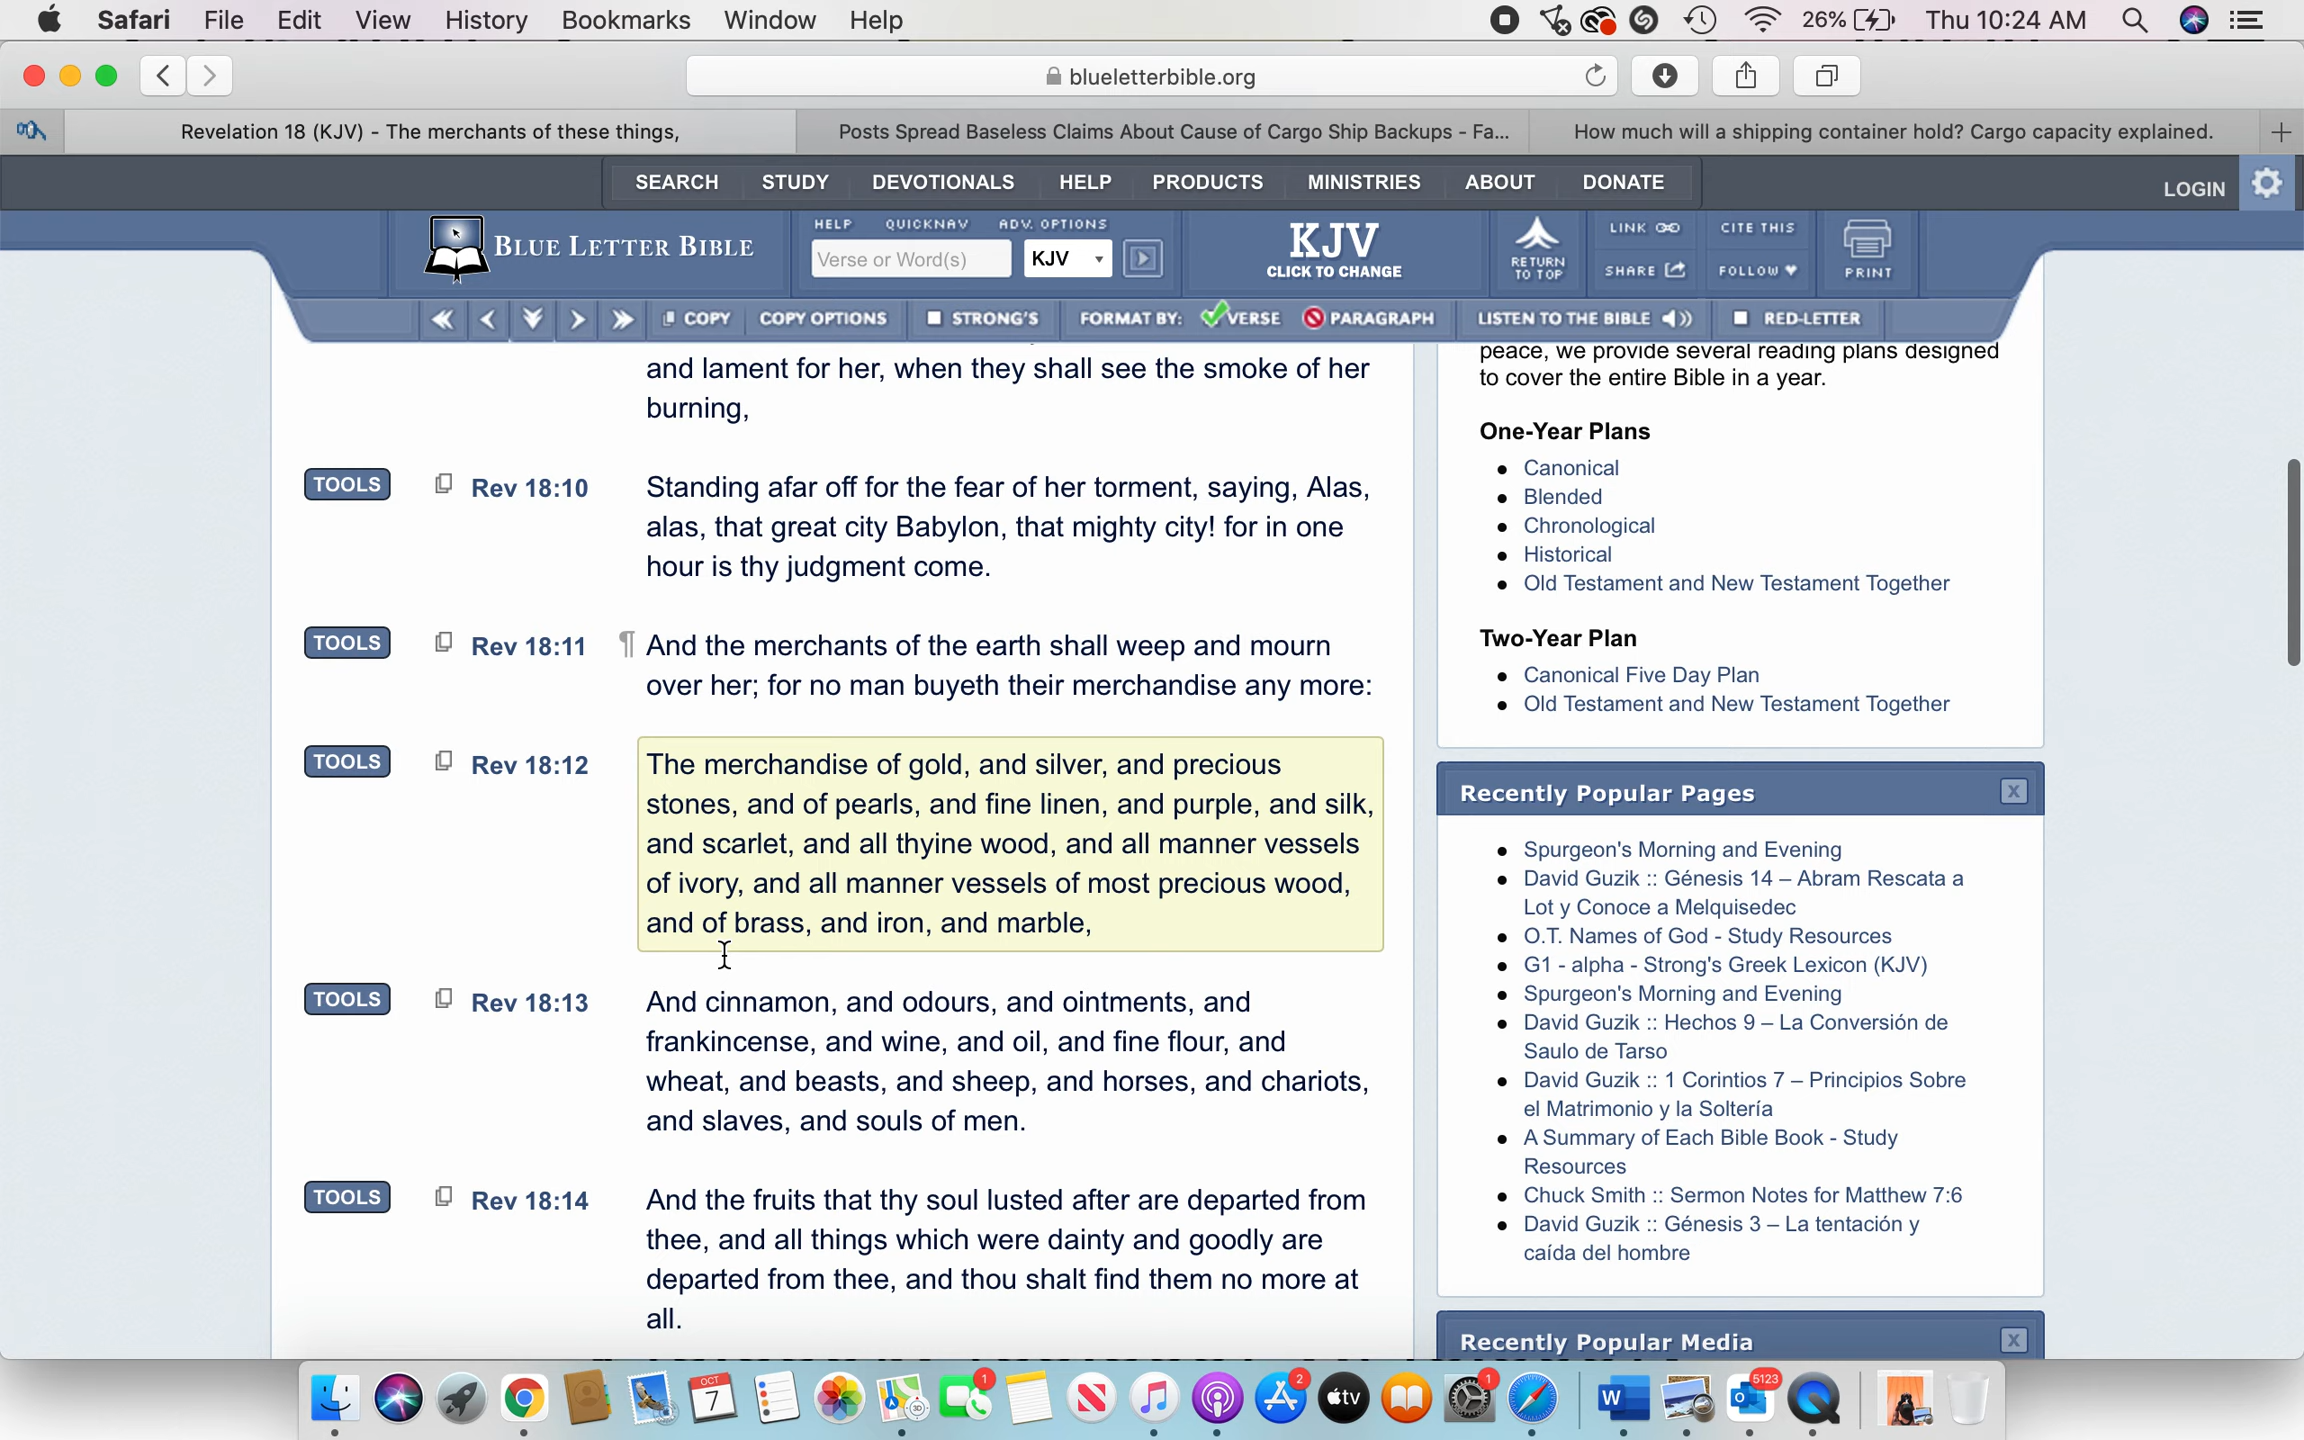 Safari File Edit View History Bookmarks Window Help 26% Thu 10:24 AM
blueletterbible.org
Revelation 18 (KJV) - The merchants of these things, Posts Spread Baseless Claims About Cause of Cargo Ship Backups - Fa... How much will a shipping container hold? Cargo capacity explained.
SEARCH STUDY DEVOTIONALS HELP PRODUCTS MINISTRIES ABOUT DONATE LOGIN
HELP QUICKNAV ADV. OPTIONS
BLUE LETTER BIBLE
Verse or Word(s) KJV
KJV
CLICK TO CHANGE
RETURN
TO TOP
LINK CITE THIS
SHARE FOLLOW PRINT
COPY COPY OPTIONS STRONG'S FORMAT BY: VERSE PARAGRAPH LISTEN TO THE BIBLE RED-LETTER
and lament for her, when they shall see the smoke of her
burning,
TOOLS Rev 18:10 Standing afar off for the fear of her torment, saying, Alas,
alas, that great city Babylon, that mighty city! for in one
hour is thy judgment come.
TOOLS Rev 18:11 ¶ And the merchants of the earth shall weep and mourn
over her; for no man buyeth their merchandise any more:
TOOLS Rev 18:12 The merchandise of gold, and silver, and precious
stones, and of pearls, and fine linen, and purple, and silk,
and scarlet, and all thyine wood, and all manner vessels
of ivory, and all manner vessels of most precious wood,
and of brass, and iron, and marble,
TOOLS Rev 18:13 And cinnamon, and odours, and ointments, and
frankincense, and wine, and oil, and fine flour, and
wheat, and beasts, and sheep, and horses, and chariots,
and slaves, and souls of men.
TOOLS Rev 18:14 And the fruits that thy soul lusted after are departed from
thee, and all things which were dainty and goodly are
departed from thee, and thou shalt find them no more at
all.
peace, we provide several reading plans designed
to cover the entire Bible in a year.
One-Year Plans
Canonical
Blended
Chronological
Historical
Old Testament and New Testament Together
Two-Year Plan
Canonical Five Day Plan
Old Testament and New Testament Together
Recently Popular Pages X
Spurgeon's Morning and Evening
David Guzik :: Génesis 14 – Abram Rescata a
Lot y Conoce a Melquisedec
O.T. Names of God - Study Resources
G1 - alpha - Strong's Greek Lexicon (KJV)
Spurgeon's Morning and Evening
David Guzik :: Hechos 9 – La Conversión de
Saulo de Tarso
David Guzik :: 1 Corintios 7 – Principios Sobre
el Matrimonio y la Soltería
A Summary of Each Bible Book - Study
Resources
Chuck Smith :: Sermon Notes for Matthew 7:6
David Guzik :: Génesis 3 – La tentación y
caída del hombre
Recently Popular Media X
OCT
7
3D
1
2
tv
1
W
O
5123